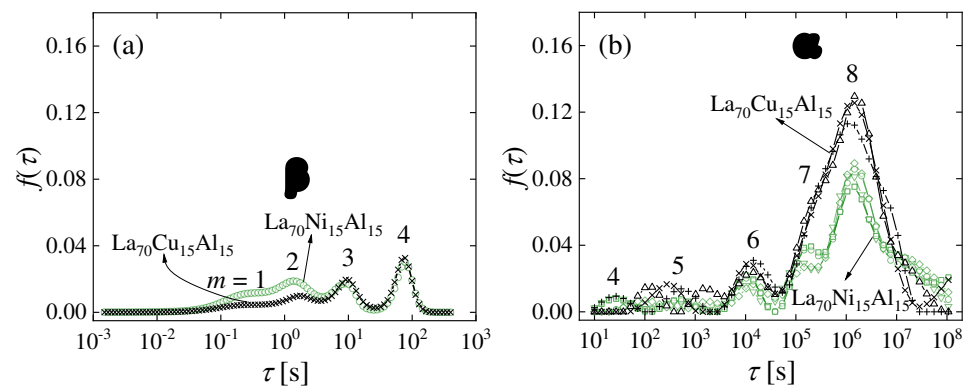 (a)
0.16
0.12
0.08
0.04
0.00
f(τ)
La₇₀Ni₁₅Al₁₅
La₇₀Cu₁₅Al₁₅
m = 1
2
3
4
10⁻³ 10⁻² 10⁻¹ 10⁰ 10¹ 10² 10³
τ [s]
(b)
0.16
0.12
0.08
0.04
0.00
f(τ)
8
La₇₀Cu₁₅Al₁₅
7
6
5
4
La₇₀Ni₁₅Al₁₅
10¹ 10² 10³ 10⁴ 10⁵ 10⁶ 10⁷ 10⁸
τ [s]